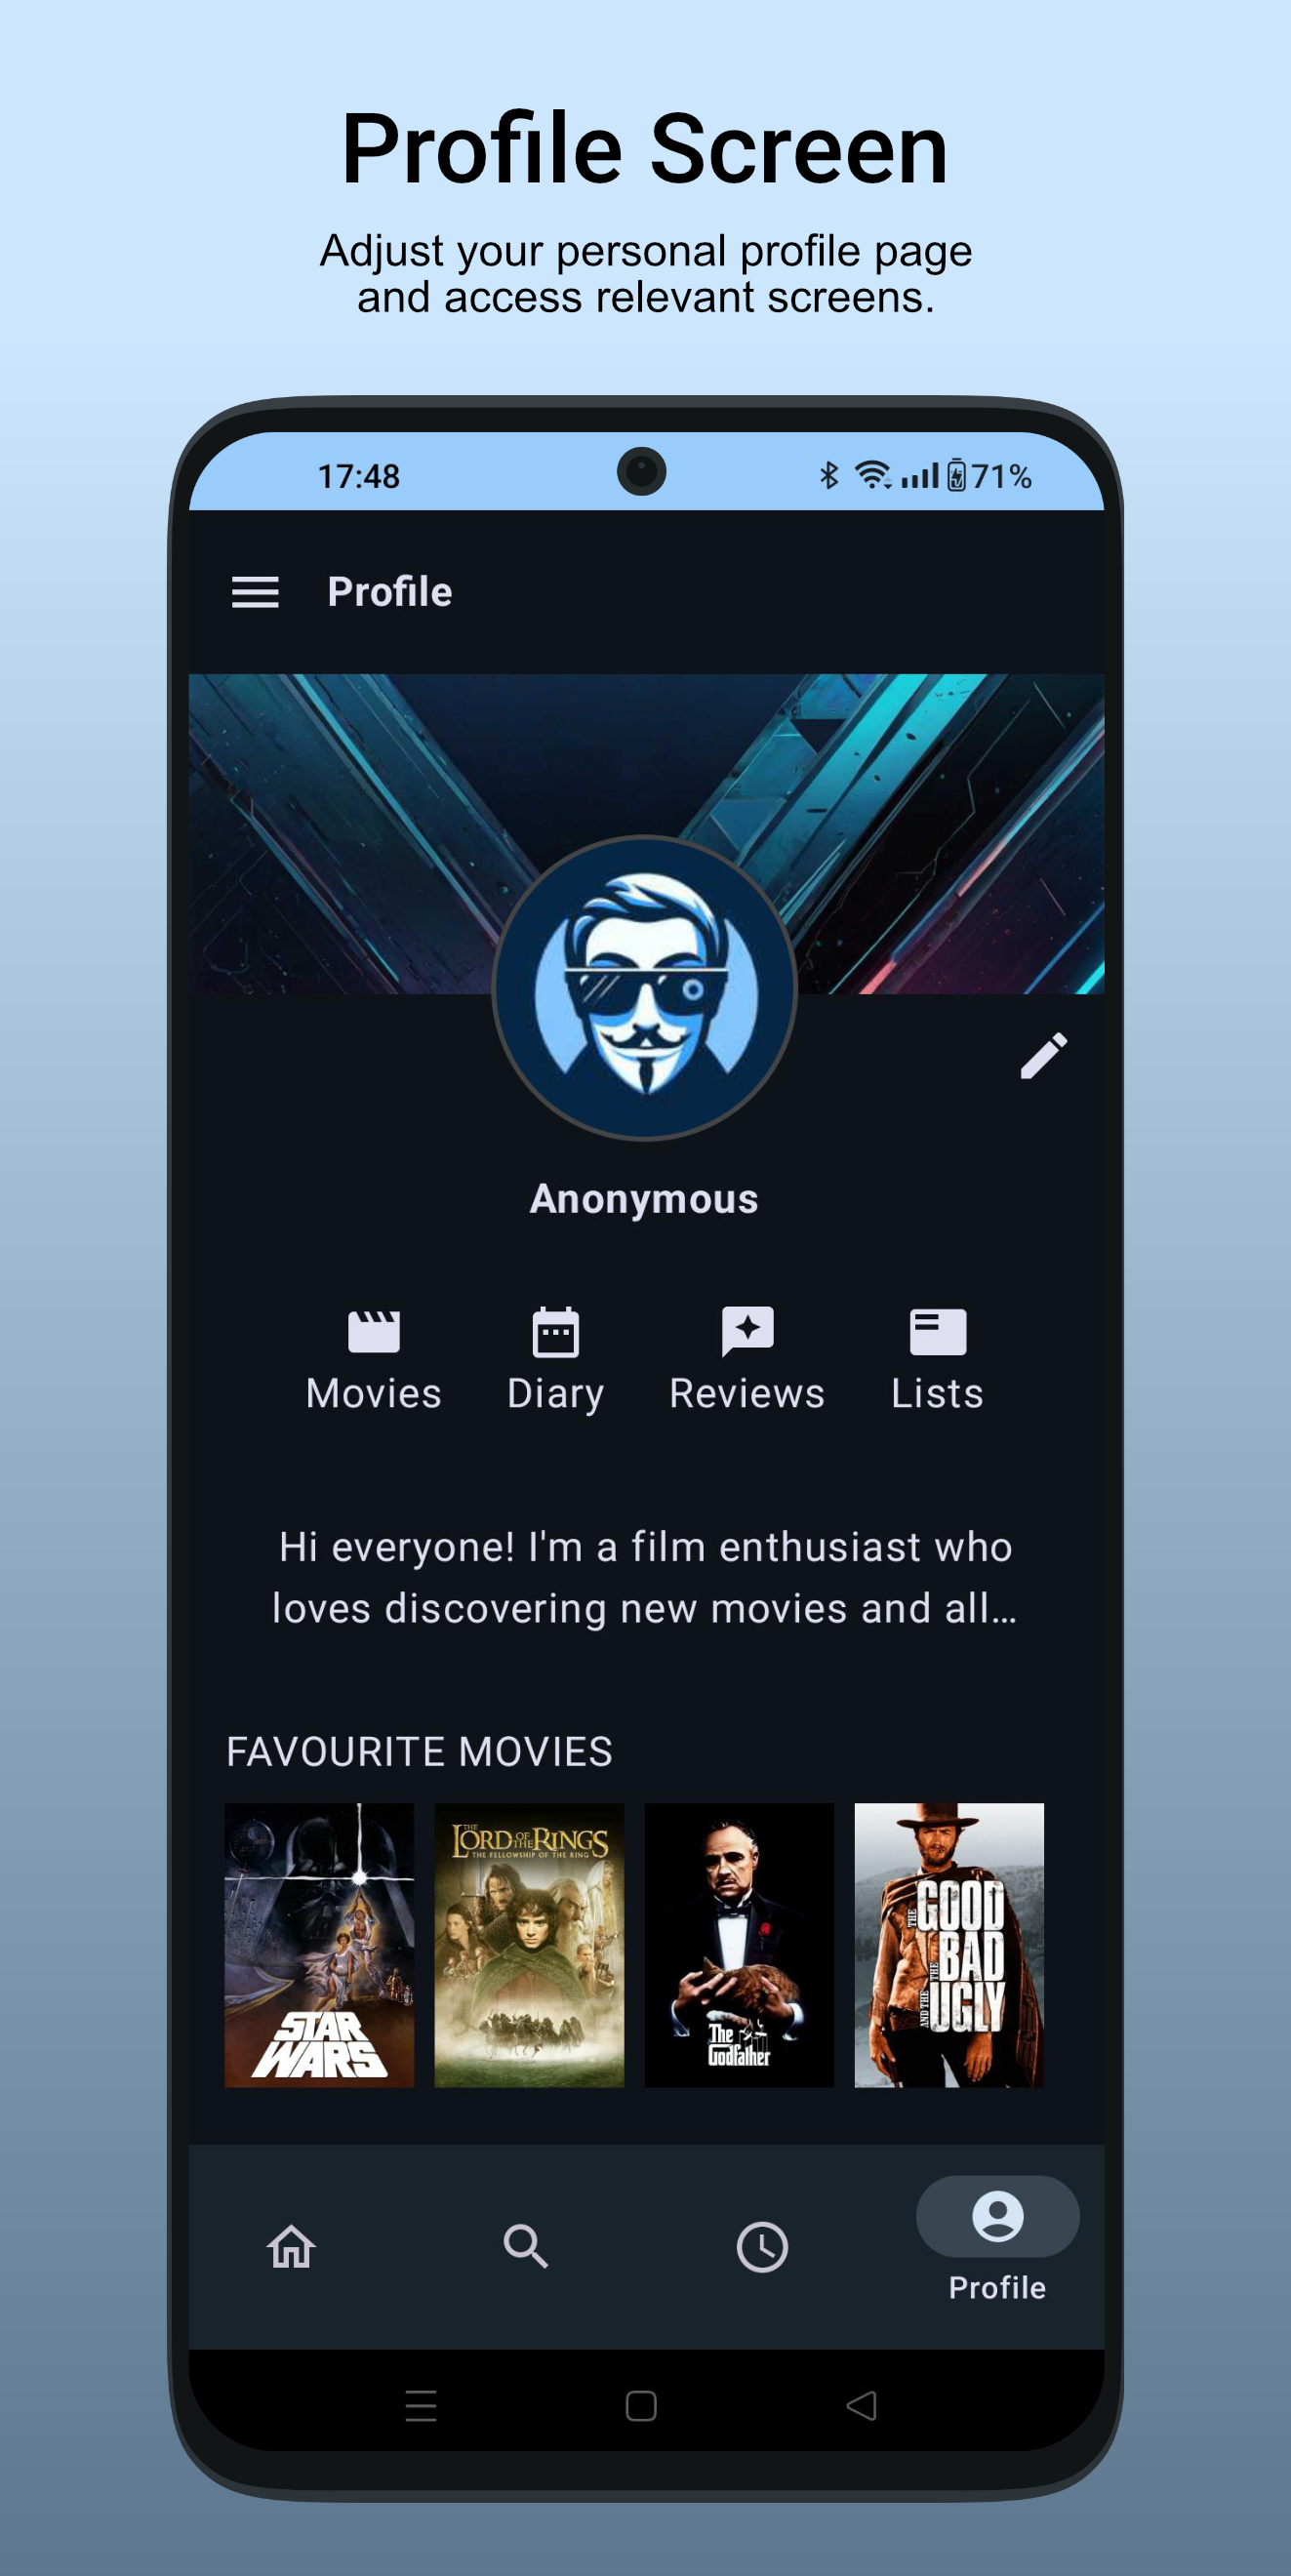 Profile Screen
Adjust your personal profile page
and access relevant screens.
17:48
71%
Profile
Anonymous
Movies
Diary
Reviews
Lists
Hi everyone! I'm a film enthusiast who
loves discovering new movies and all…
FAVOURITE MOVIES
STAR
WARS
THE
LORD OF THE RINGS
THE FELLOWSHIP OF THE RING
The
Godfather
THE GOOD
THE BAD
AND THE UGLY
Profile